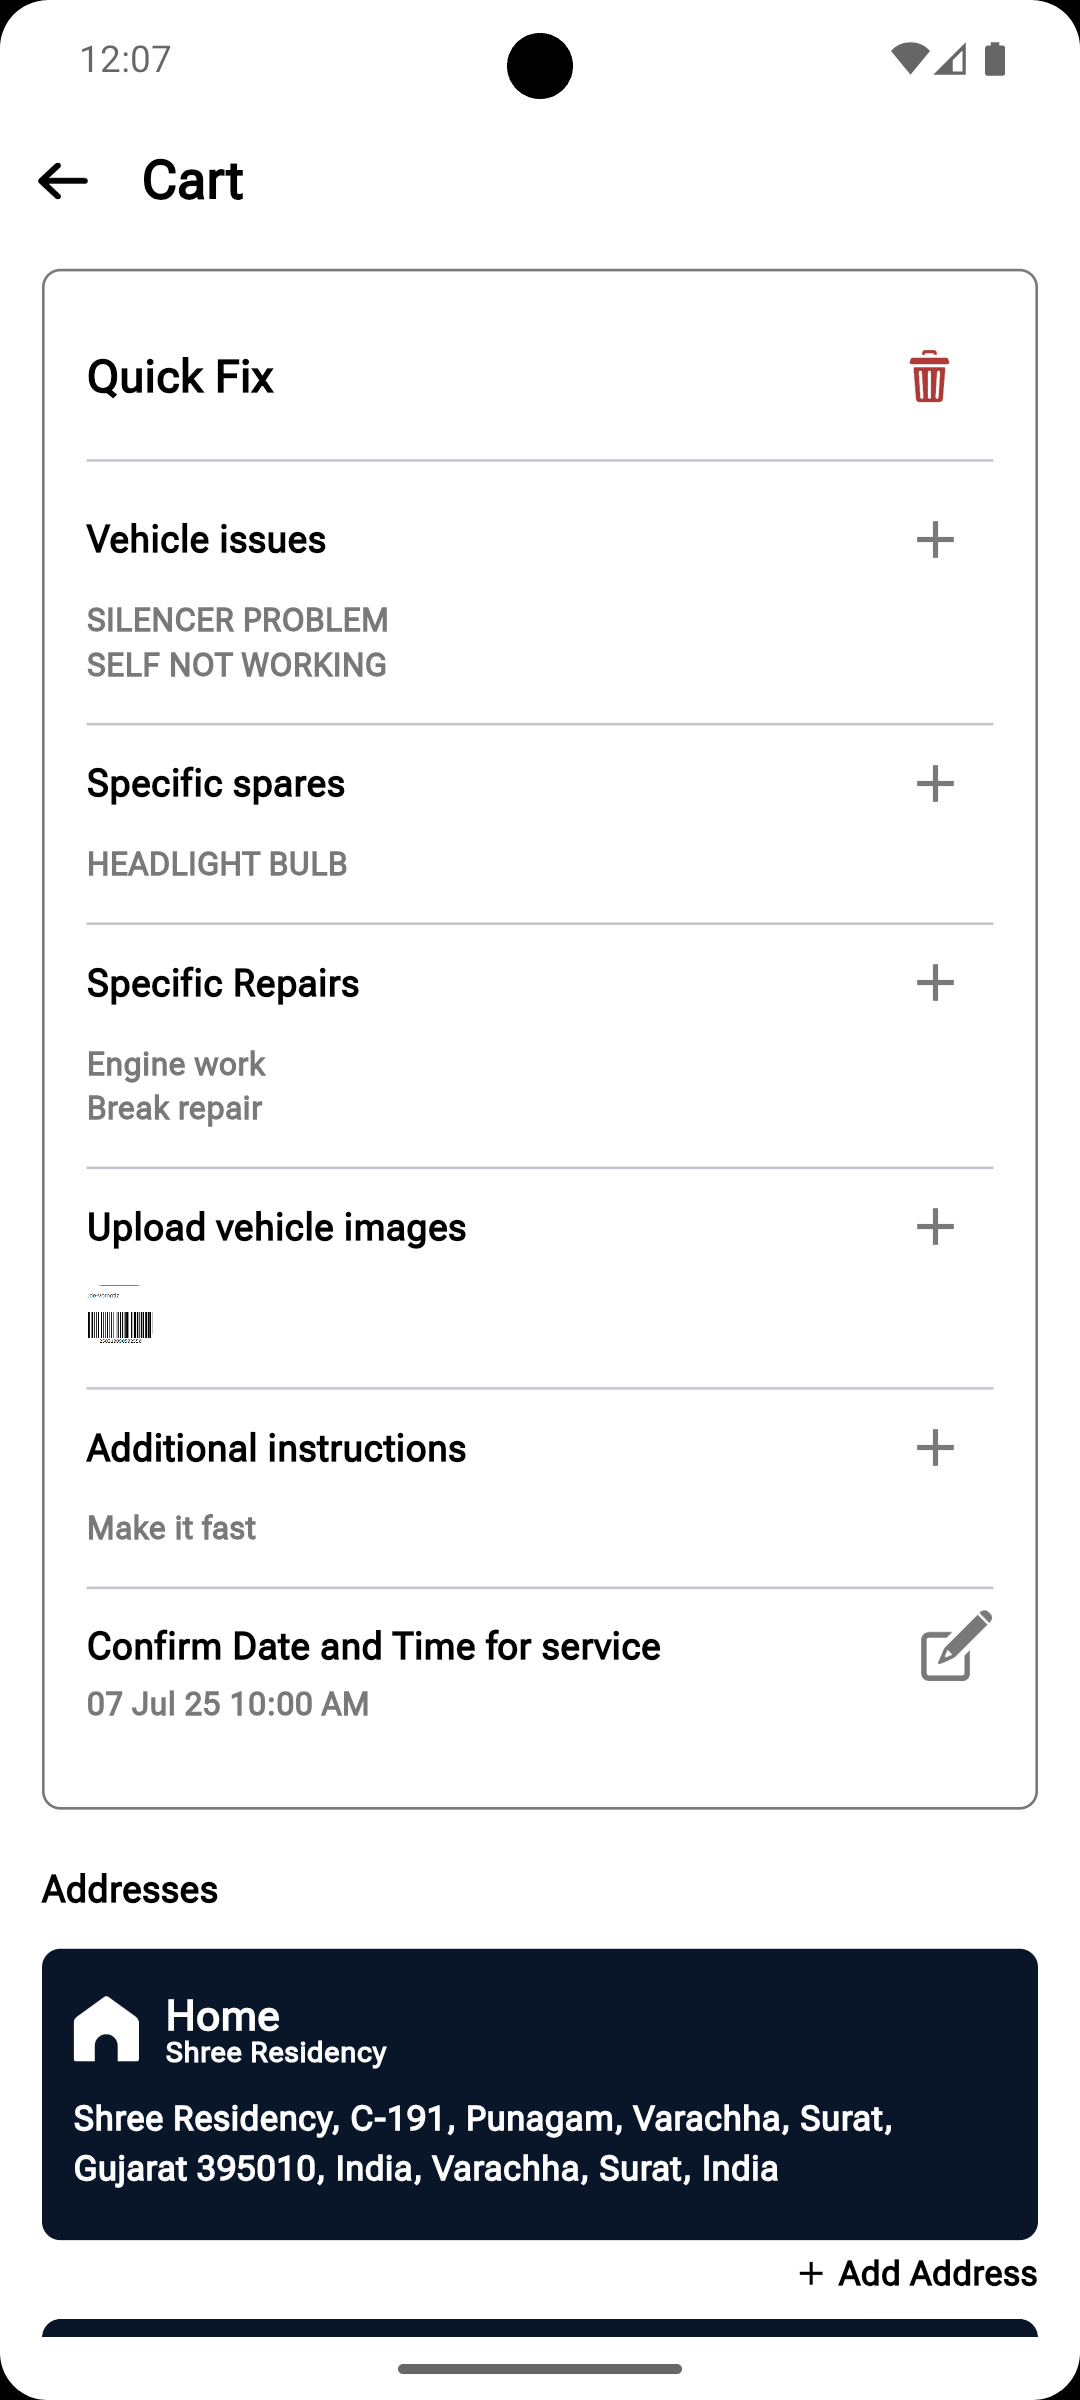 12:07
Cart
Quick Fix
Vehicle issues
SILENCER PROBLEM
SELF NOT WORKING
Specific spares
HEADLIGHT BULB
Specific Repairs
Engine work
Break repair
Upload vehicle images
Additional instructions
Make it fast
Confirm Date and Time for service
07 Jul 25 10:00 AM
Addresses
Home
Shree Residency
Shree Residency, C-191, Punagam, Varachha, Surat,
Gujarat 395010, India, Varachha, Surat, India
+ Add Address